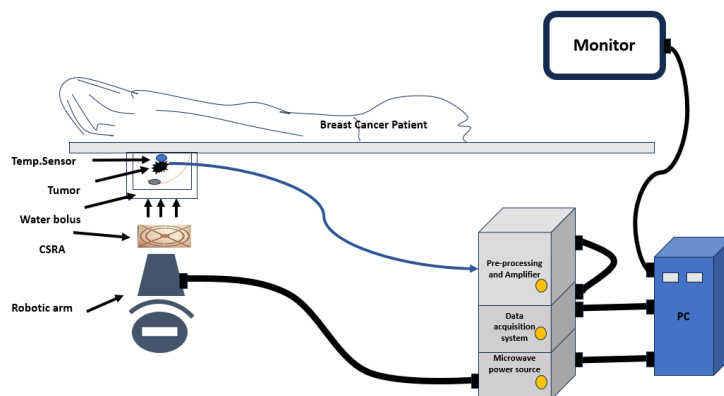 Monitor
Breast Cancer Patient
Temp.Sensor
Tumor
Water bolus
CSRA
Robotic arm
Pre-processing
and Amplifier
Data
acquisition
system
Microwave
power source
PC